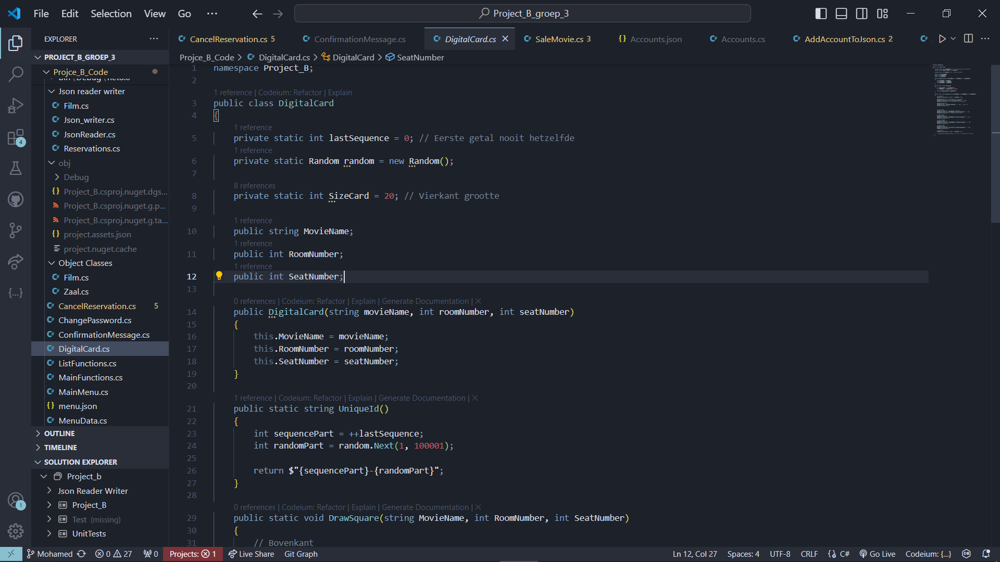 File Edit Selection View Go ··· Project_B_groep_3
EXPLORER ···
PROJECT_B_GROEP_3
Projce_B_Code
Json reader writer
C# Film.cs
C# Json_writer.cs
C# JsonReader.cs
C# Reservations.cs
obj
Debug
{} Project_B.csproj.nuget.dgs...
Project_B.csproj.nuget.g.p...
Project_B.csproj.nuget.g.ta...
{} project.assets.json
project.nuget.cache
Object Classes
C# Film.cs
C# Zaal.cs
C# CancelReservation.cs 5
C# ChangePassword.cs
C# ConfirmationMessage.cs
C# DigitalCard.cs
C# ListFunctions.cs
C# MainFunctions.cs
C# MainMenu.cs
{} menu.json
C# MenuData.cs
OUTLINE
TIMELINE
SOLUTION EXPLORER
Project_b
Json Reader Writer
Project_B
Test (missing)
UnitTests
4
{...}
1
C# CancelReservation.cs 5 C# ConfirmationMessage.cs C# DigitalCard.cs C# SaleMovie.cs 3 {} Accounts.json C# Accounts.cs C# AddAccountToJson.cs 2 C#
Projce_B_Code > C# DigitalCard.cs > DigitalCard > SeatNumber
1 namespace Project_B;
2
1 reference | Codeium: Refactor | Explain
3 public class DigitalCard
4 {
1 reference
5 private static int lastSequence = 0; // Eerste getal nooit hetzelfde
1 reference
6 private static Random random = new Random();
7
8 references
8 private static int SizeCard = 20; // Vierkant grootte
9
1 reference
10 public string MovieName;
1 reference
11 public int RoomNumber;
1 reference
12 public int SeatNumber;
13
0 references | Codeium: Refactor | Explain | Generate Documentation | ×
14 public DigitalCard(string movieName, int roomNumber, int seatNumber)
15 {
16 this.MovieName = movieName;
17 this.RoomNumber = roomNumber;
18 this.SeatNumber = seatNumber;
19 }
20
1 reference | Codeium: Refactor | Explain | Generate Documentation | ×
21 public static string UniqueId()
22 {
23 int sequencePart = ++lastSequence;
24 int randomPart = random.Next(1, 100001);
25
26 return $"{sequencePart}-{randomPart}";
27 }
28
0 references | Codeium: Refactor | Explain | Generate Documentation | ×
29 public static void DrawSquare(string MovieName, int RoomNumber, int SeatNumber)
30 {
31 // Bovenkant
Mohamed 0 27 0 Projects: 1 Live Share Git Graph Ln 12, Col 27 Spaces: 4 UTF-8 CRLF C# Go Live Codeium: {...}